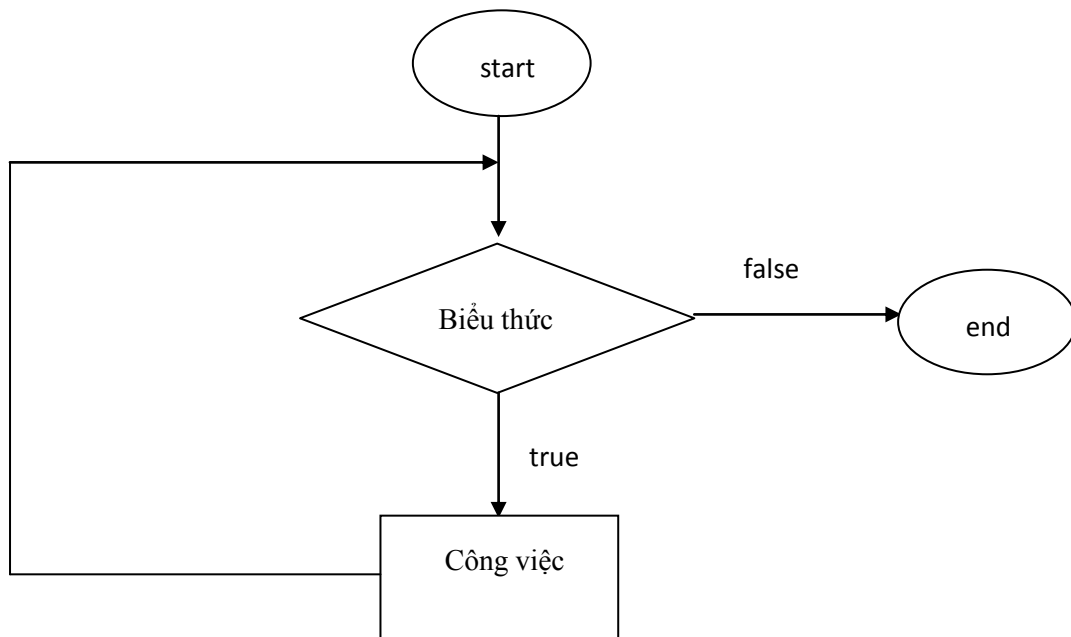 start
Biểu thức
false
end
true
Công việc